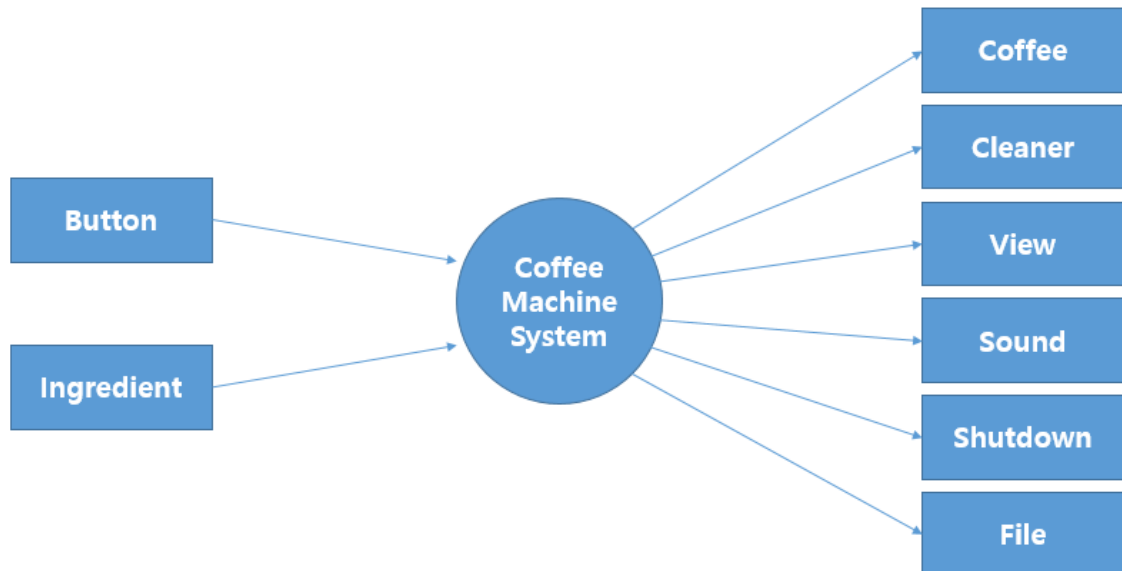 Button
Ingredient
Coffee
Machine
System
Coffee
Cleaner
View
Sound
Shutdown
File